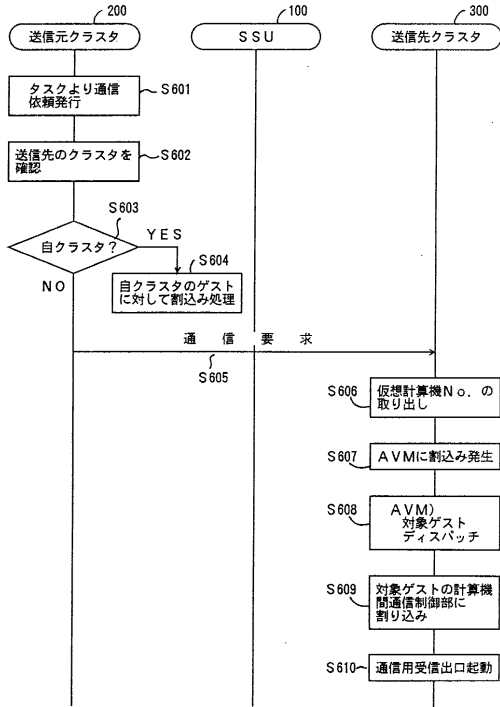 200
100
300
送信元クラスタ
SSU
送信先クラスタ
タスクより通信
依頼発行
S601
送信先のクラスタを
確認
S602
S603
自クラスタ?
YES
NO
S604
自クラスタのゲスト
に対して割込み処理
通信要求
S605
S606
仮想計算機No.の
取り出し
S607
AVMに割込み発生
S608
AVM)
対象ゲスト
ディスパッチ
S609
対象ゲストの計算機
間通信制御部に
割り込み
S610
通信用受信出口起動